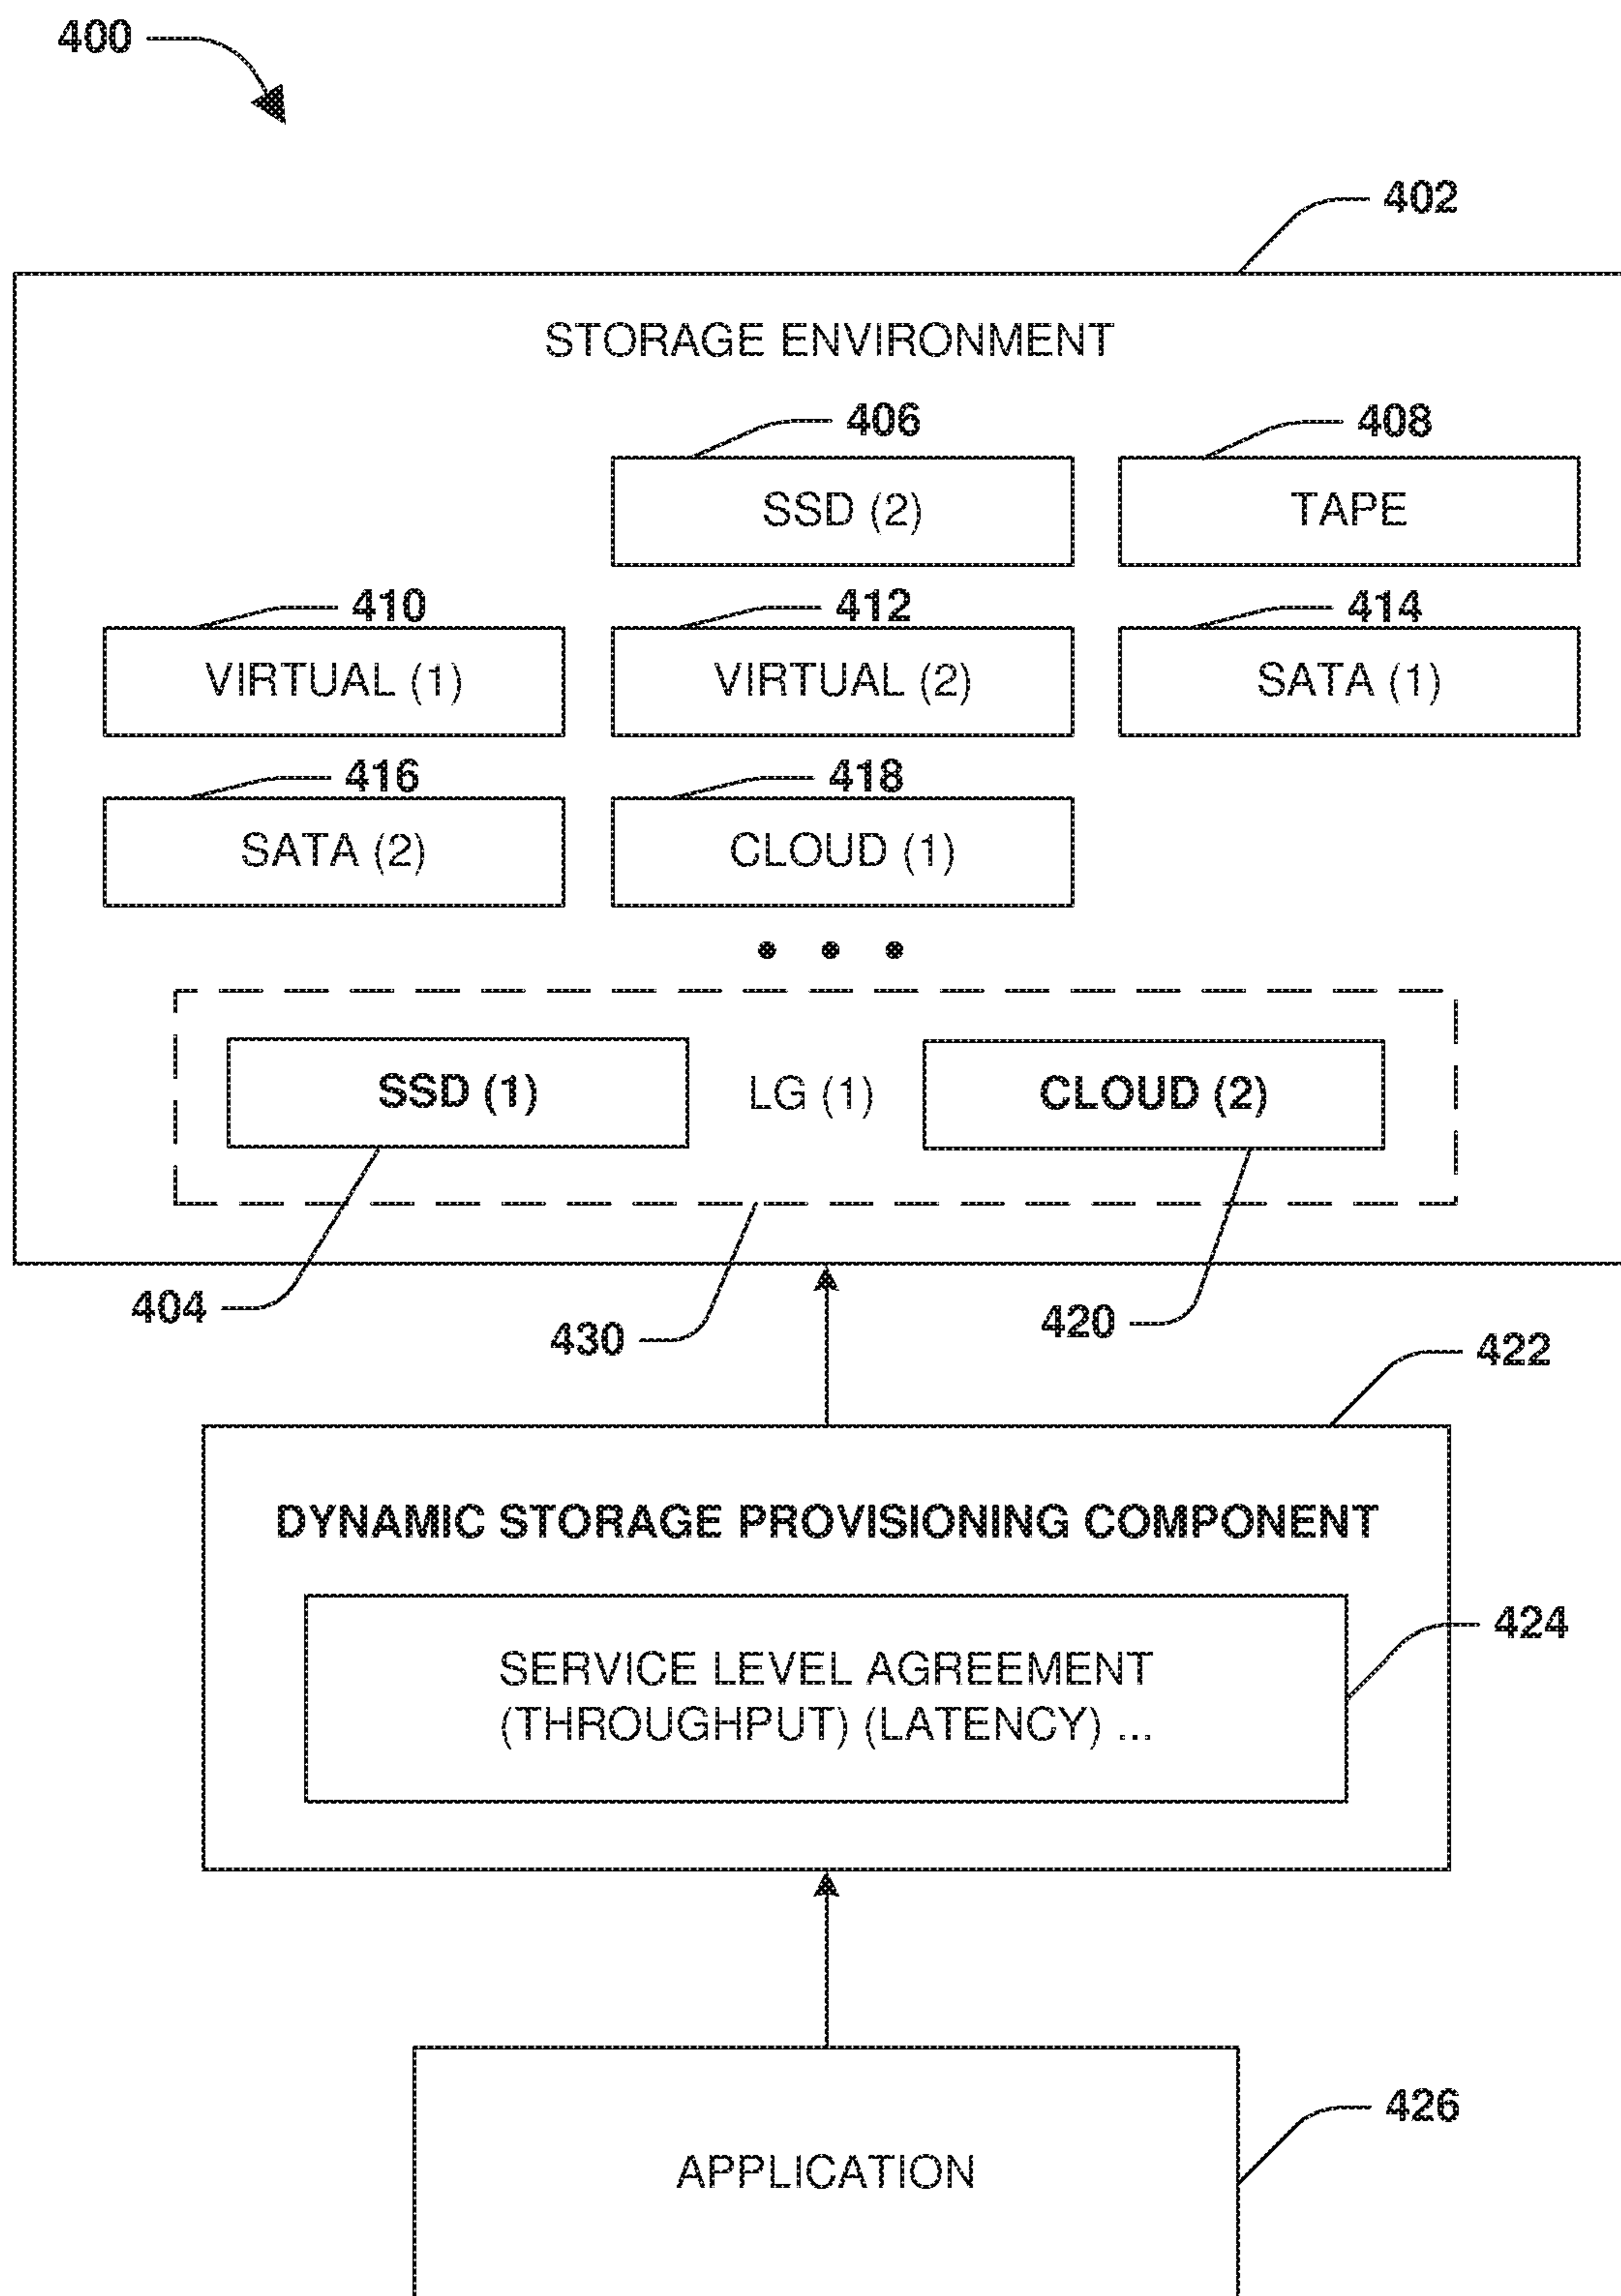 400
402
STORAGE ENVIRONMENT
406
408
SSD (2)
TAPE
410
412
414
VIRTUAL (1)
VIRTUAL (2)
SATA (1)
416
418
SATA (2)
CLOUD (1)
SSD (1)
LG (1)
CLOUD (2)
404
430
420
422
DYNAMIC STORAGE PROVISIONING COMPONENT
424
SERVICE LEVEL AGREEMENT
(THROUGHPUT) (LATENCY) ...
426
APPLICATION